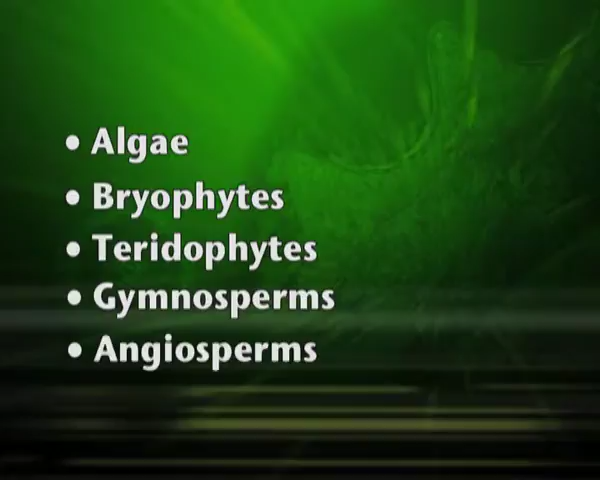 • Algae
• Bryophytes
• Teridophytes
• Gymnosperms
• Angiosperms